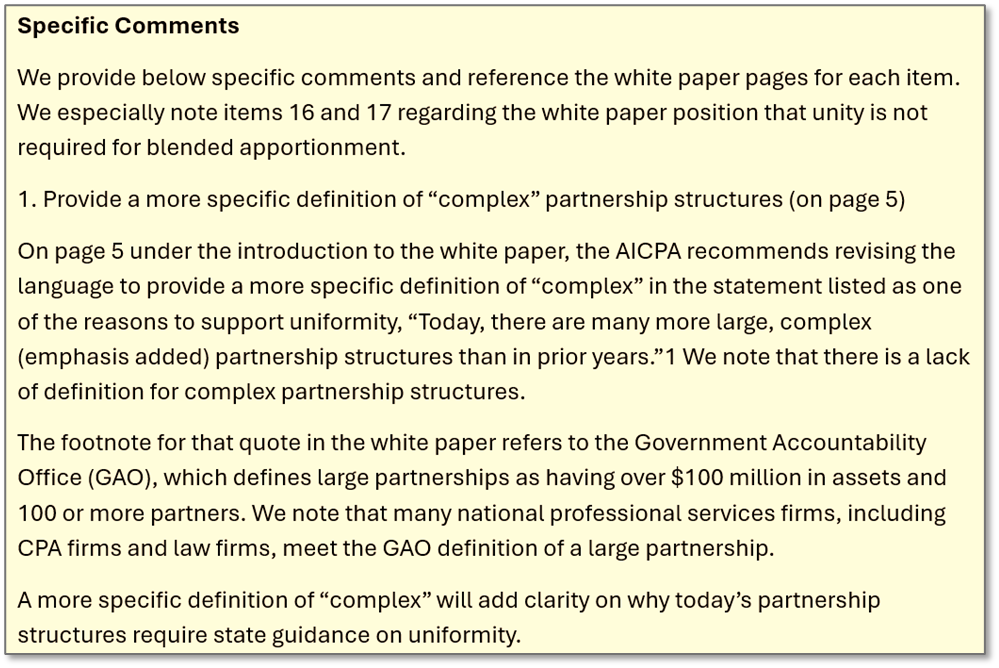 Specific Comments
We provide below specific comments and reference the white paper pages for each item.
We especially note items 16 and 17 regarding the white paper position that unity is not
required for blended apportionment.
1. Provide a more specific definition of “complex” partnership structures (on page 5)
On page 5 under the introduction to the white paper, the AICPA recommends revising the
language to provide a more specific definition of “complex” in the statement listed as one
of the reasons to support uniformity, “Today, there are many more large, complex
(emphasis added) partnership structures than in prior years.”1 We note that there is a lack
of definition for complex partnership structures.
The footnote for that quote in the white paper refers to the Government Accountability
Office (GAO), which defines large partnerships as having over $100 million in assets and
100 or more partners. We note that many national professional services firms, including
CPA firms and law firms, meet the GAO definition of a large partnership.
A more specific definition of “complex” will add clarity on why today’s partnership
structures require state guidance on uniformity.